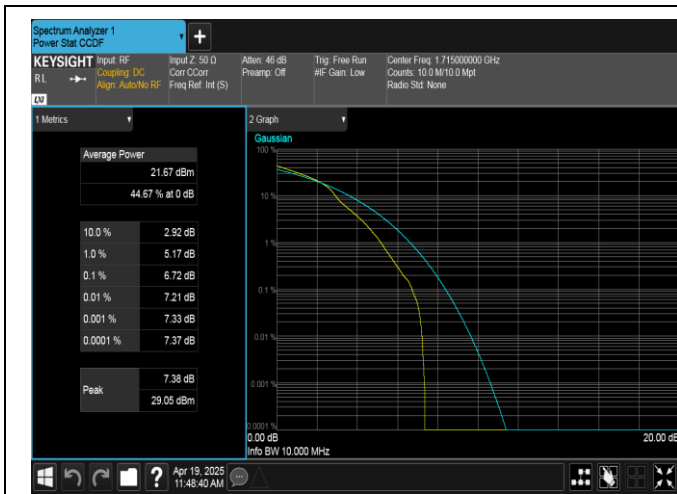 Spectrum Analyzer 1
Power Stat CCDF
+
KEYSIGHT
RL
LXI
Input: RF
Coupling: DC
Align: Auto/No RF
Input Z: 50 Ω
Corr CCorr
Freq Ref: Int (S)
Atten: 46 dB
Preamp: Off
Trig: Free Run
#IF Gain: Low
Center Freq: 1.715000000 GHz
Counts: 10.0 M/10.0 Mpt
Radio Std: None
1 Metrics
Average Power
21.67 dBm
44.67 % at 0 dB
10.0 % 2.92 dB
1.0 % 5.17 dB
0.1 % 6.72 dB
0.01 % 7.21 dB
0.001 % 7.33 dB
0.0001 % 7.37 dB
Peak
7.38 dB
29.05 dBm
2 Graph
Gaussian
100 %
10 %
1 %
0.1 %
0.01 %
0.001 %
0.0001 %
0.00 dB 20.00 dB
Info BW 10.000 MHz
?
Apr 19, 2025
11:48:40 AM